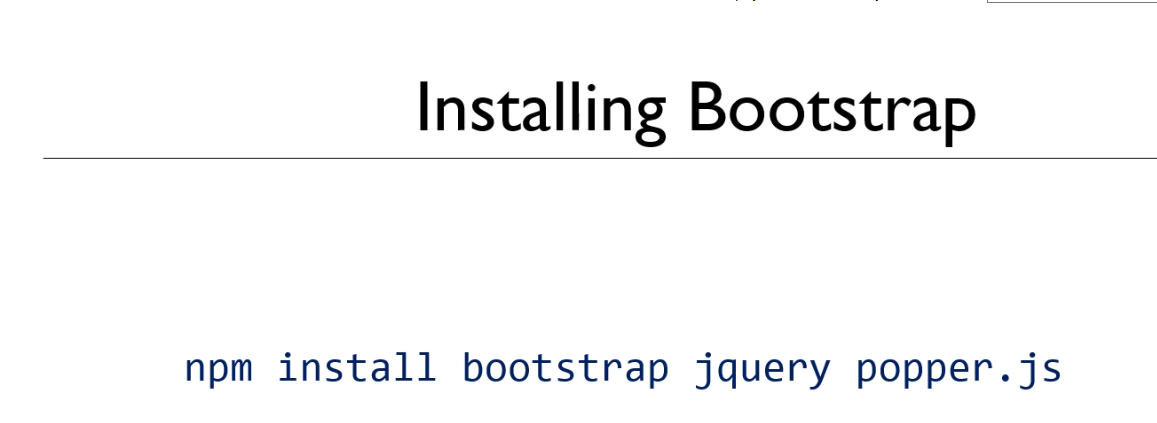 Installing Bootstrap
npm install bootstrap jquery popper.js